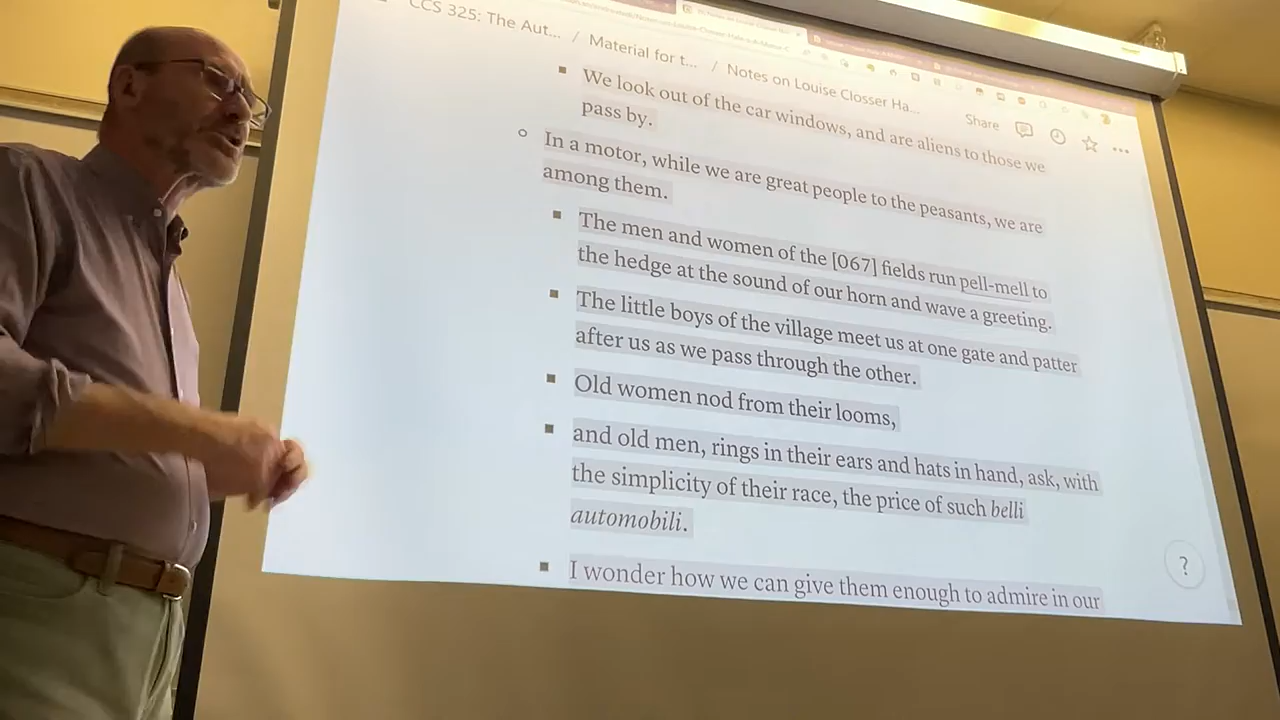 CCS 325: The Aut... / Material for t... / Notes on Louise Closser Ha...
Share
We look out of the car windows, and are aliens to those we
pass by.
In a motor, while we are great people to the peasants, we are
among them.
The men and women of the [067] fields run pell-mell to
the hedge at the sound of our horn and wave a greeting.
The little boys of the village meet us at one gate and patter
after us as we pass through the other.
Old women nod from their looms,
and old men, rings in their ears and hats in hand, ask, with
the simplicity of their race, the price of such belli
automobili.
I wonder how we can give them enough to admire in our
?